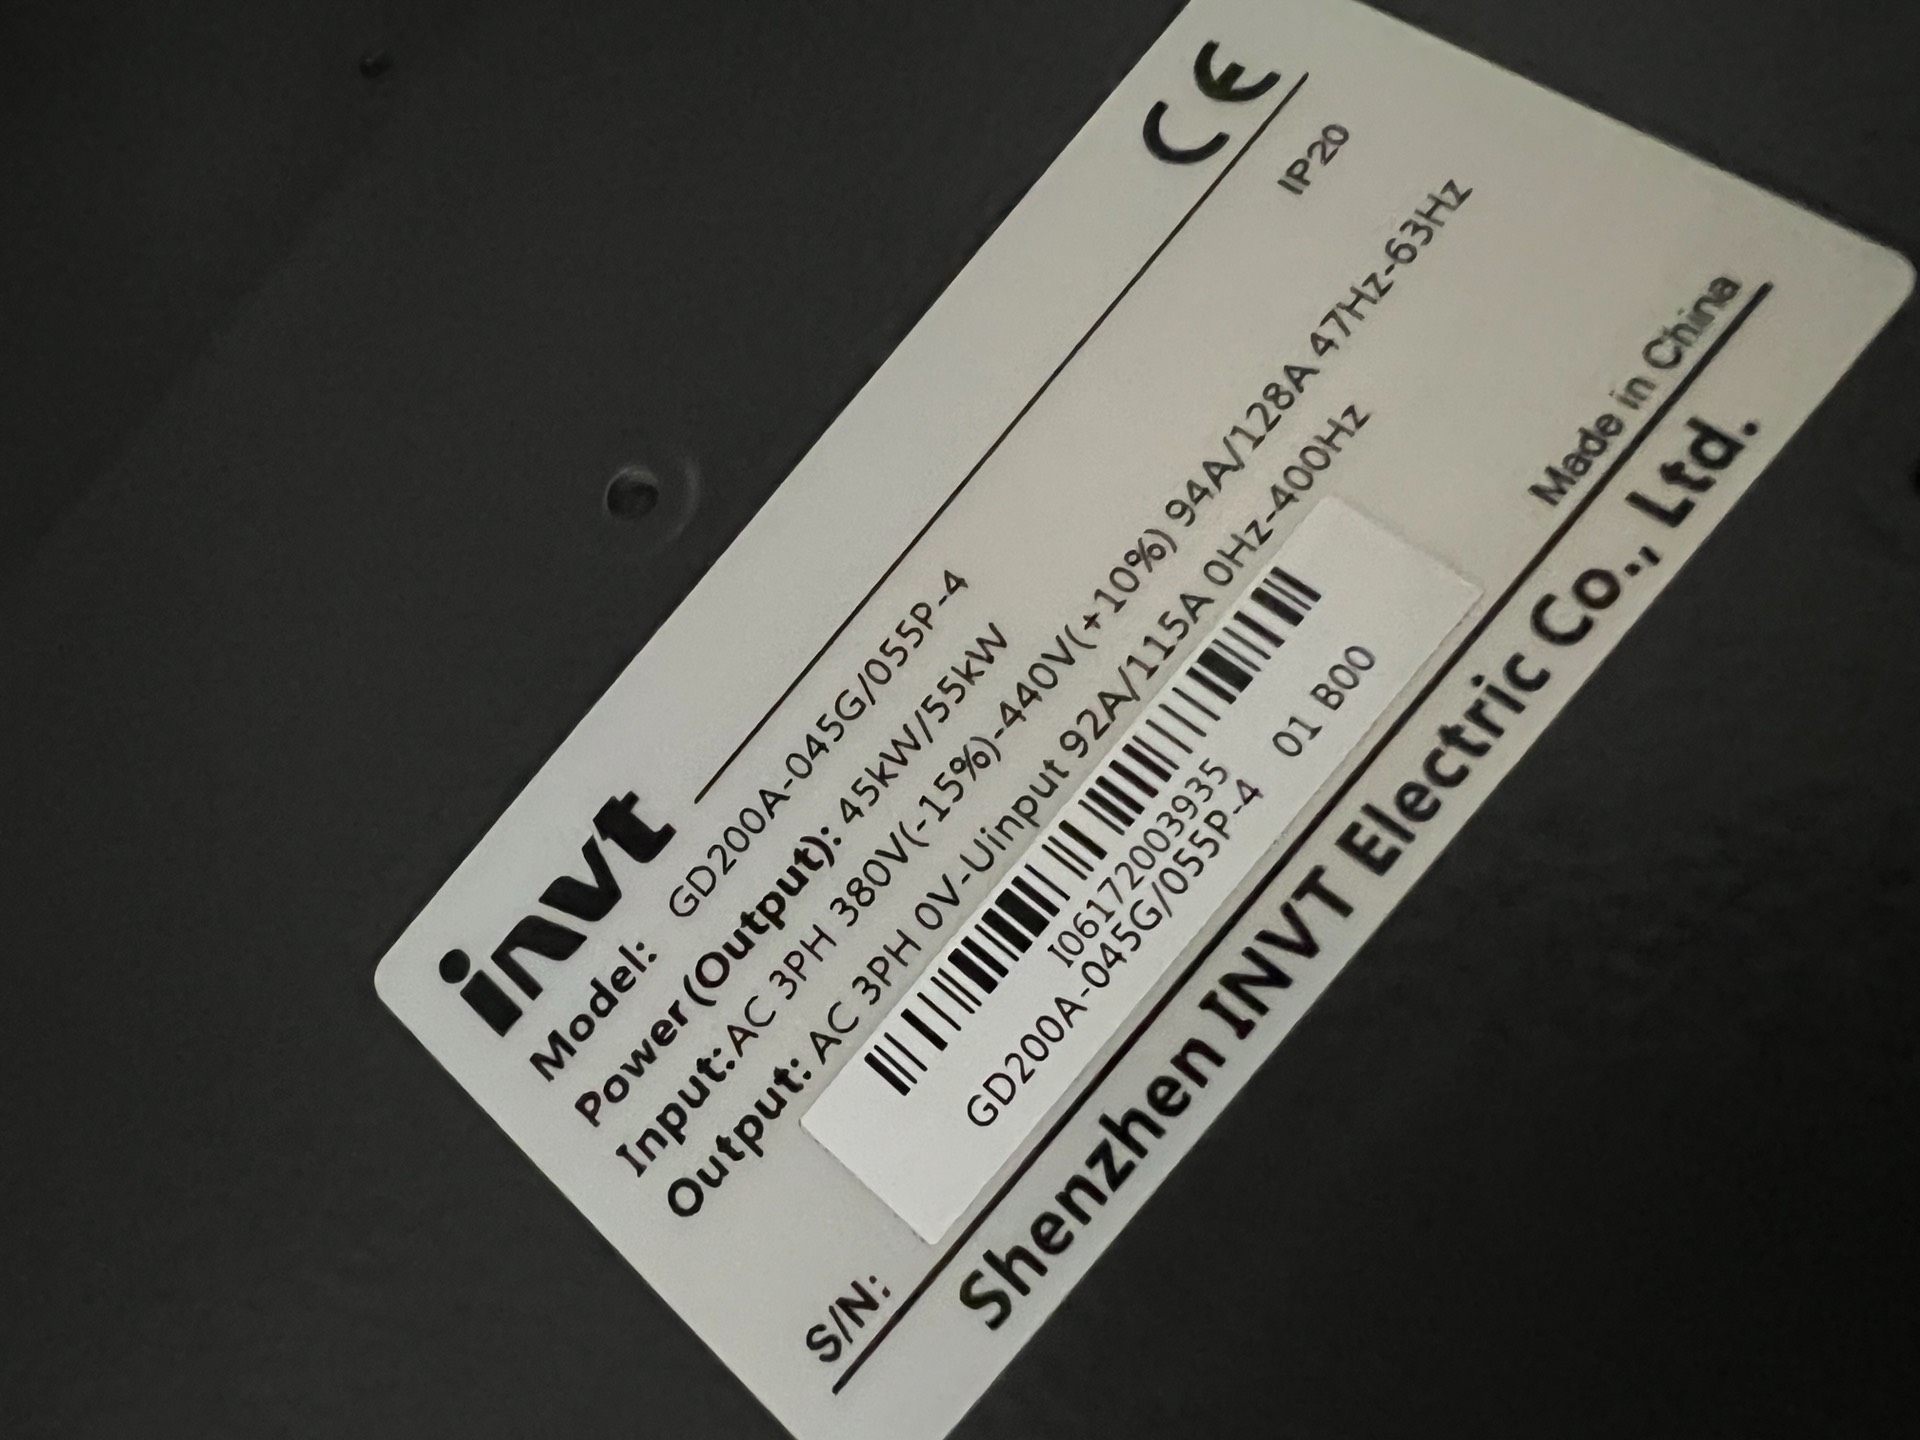 invt
CE
Model: GD200A-045G/055P-4
IP20
Power(Output): 45kW/55kW
Input:AC 3PH 380V(-15%)-440V(+10%) 94A/128A 47Hz-63Hz
Output: AC 3PH 0V-Uinput 92A/115A 0Hz-400Hz
I06172003935
GD200A-045G/055P-4 01 B00
S/N:
Made in China
Shenzhen INVT Electric Co., Ltd.